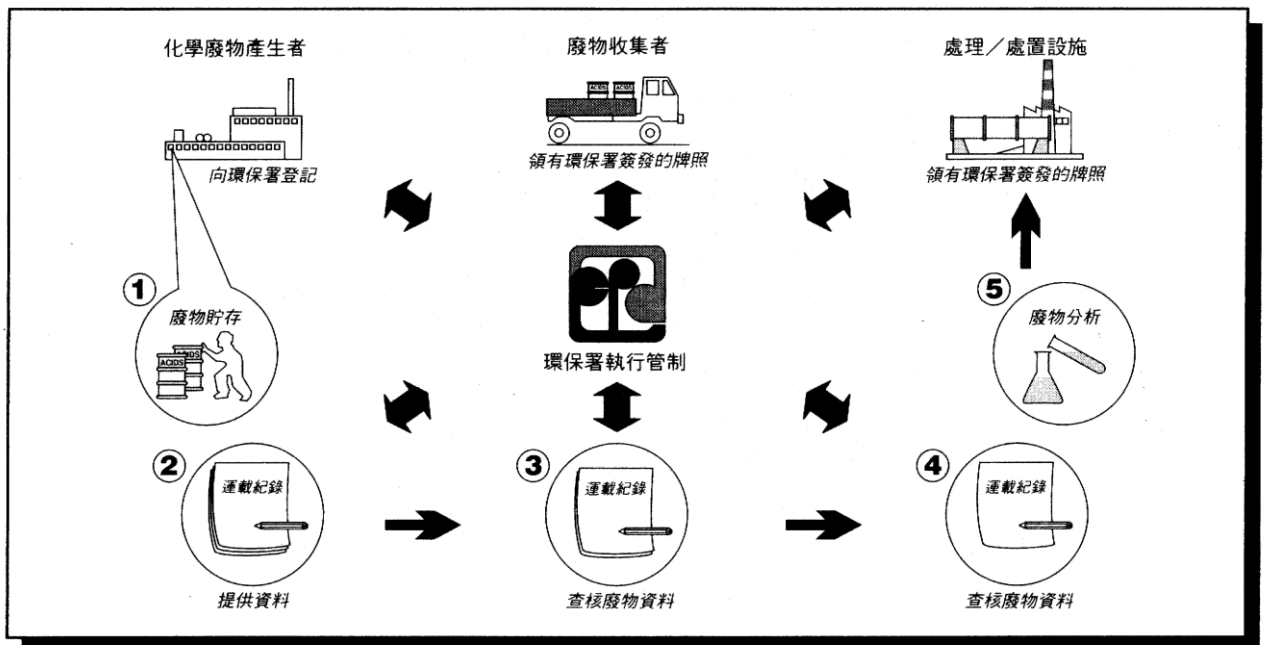 化學廢物產生者
廢物收集者
處理／處置設施
ACIDS
ACIDS
向環保署登記
領有環保署簽發的牌照
領有環保署簽發的牌照
1
廢物貯存
ACIDS
環保署執行管制
5
廢物分析
2
運載紀錄
提供資料
3
運載紀錄
查核廢物資料
4
運載紀錄
查核廢物資料